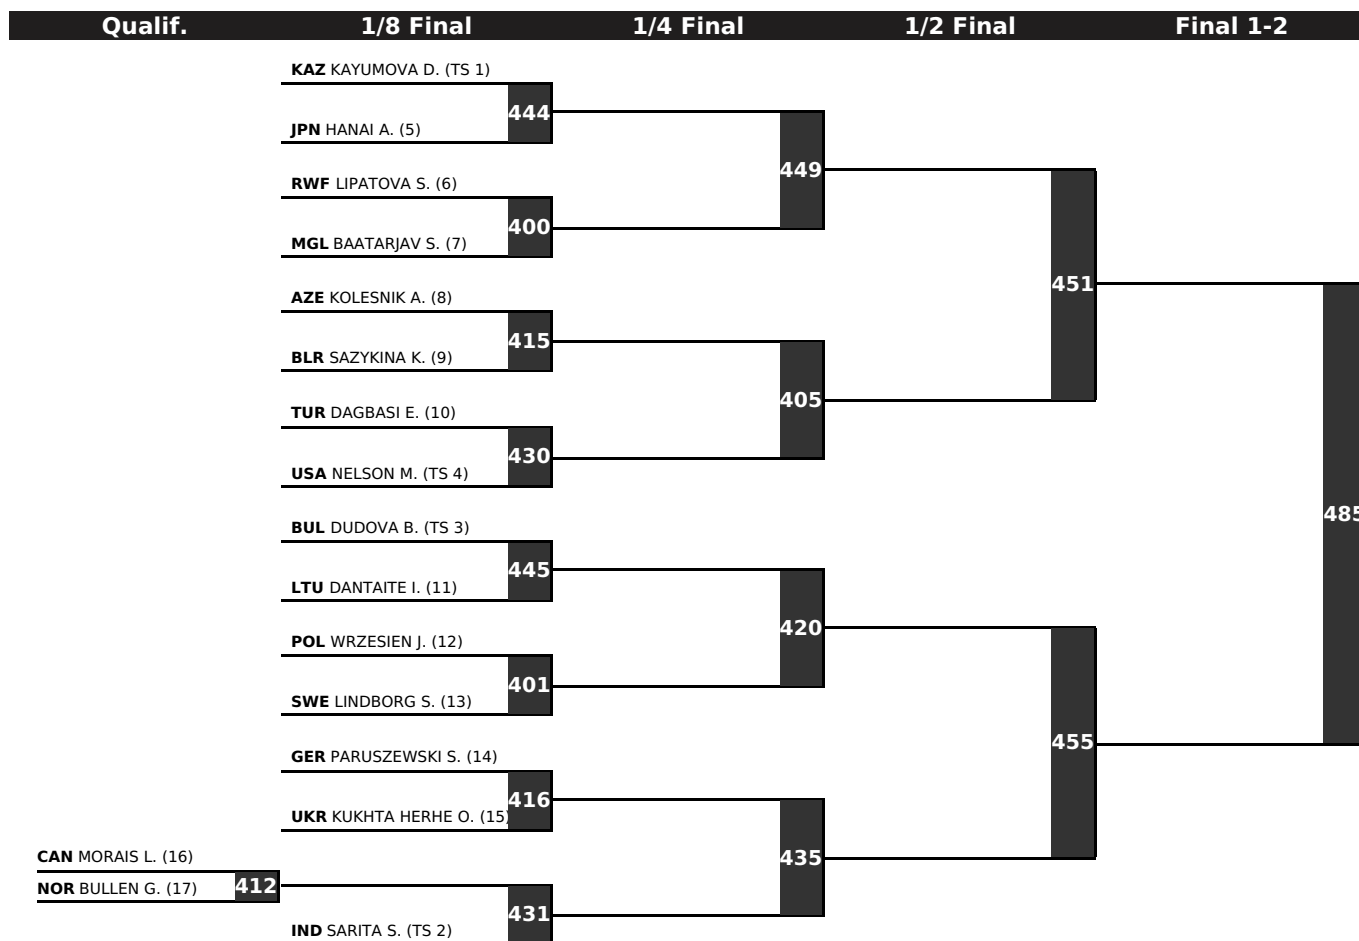 Qualif. 1/8 Final 1/4 Final 1/2 Final Final 1-2
KAZ KAYUMOVA D. (TS 1)
444
JPN HANAI A. (5)
449
RWF LIPATOVA S. (6)
400
MGL BAATARJAV S. (7)
451
AZE KOLESNIK A. (8)
415
BLR SAZYKINA K. (9)
405
TUR DAGBASI E. (10)
430
USA NELSON M. (TS 4)
485
BUL DUDOVA B. (TS 3)
445
LTU DANTAITE I. (11)
420
POL WRZESIEN J. (12)
401
SWE LINDBORG S. (13)
455
GER PARUSZEWSKI S. (14)
416
UKR KUKHTA HERHE O. (15)
435
CAN MORAIS L. (16)
412
NOR BULLEN G. (17)
431
IND SARITA S. (TS 2)